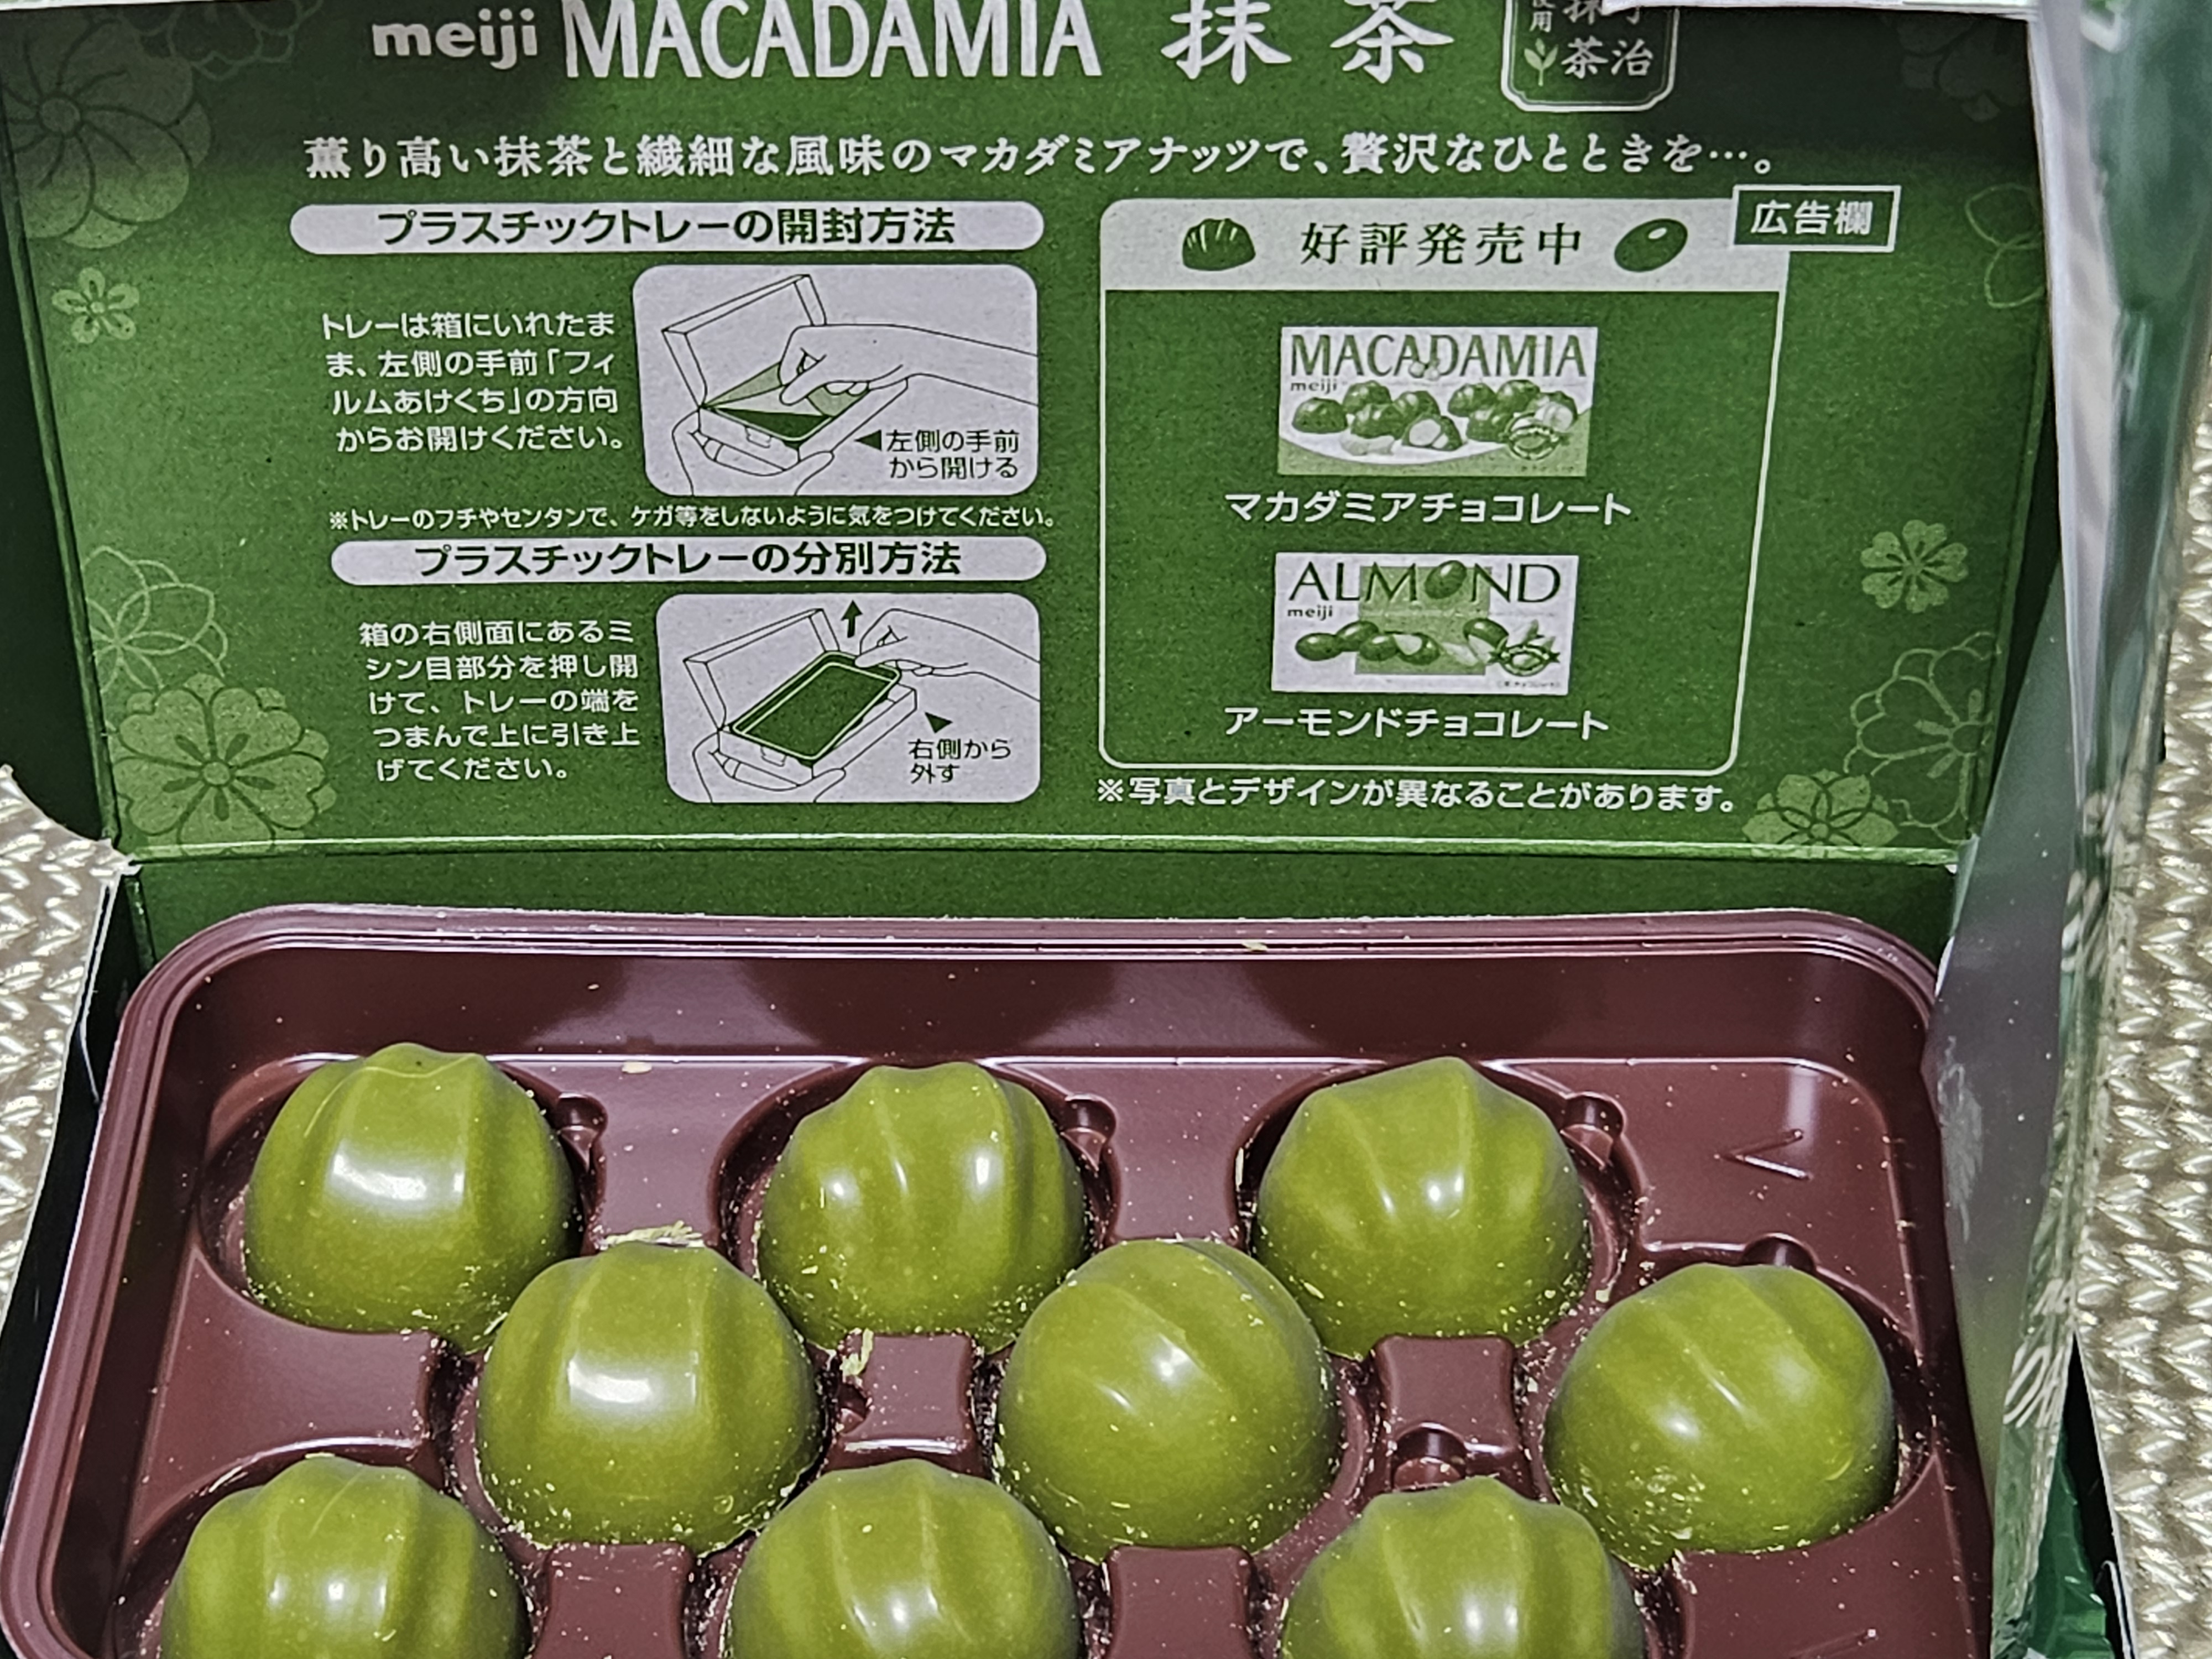 meiji MACADAMIA 抹茶
茶治
薫り高い抹茶と繊細な風味のマカダミアナッツで、贅沢なひとときを…。
プラスチックトレーの開封方法
トレーは箱にいれたま
ま、左側の手前「フィ
ルムあけくち」の方向
からお開けください。
◀左側の手前
から開ける
※トレーのフチやセンタンで、ケガ等をしないように気をつけてください。
プラスチックトレーの分別方法
箱の右側面にあるミ
シン目部分を押し開
けて、トレーの端を
つまんで上に引き上
げてください。
右側から
外す
広告欄
好評発売中
MACADAMIA
meiji
マカダミアチョコレート
ALMOND
meiji
アーモンドチョコレート
※写真とデザインが異なることがあります。